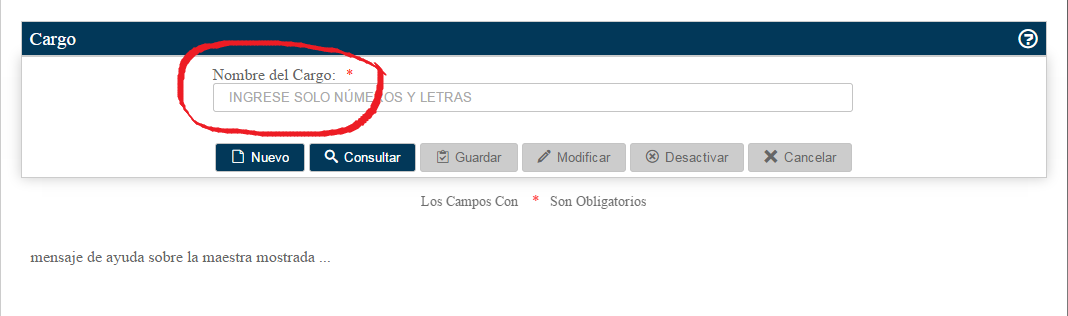 Cargo
Nombre del Cargo: *
INGRESE SOLO NÚMEROS Y LETRAS
Nuevo Consultar Guardar Modificar Desactivar Cancelar
Los Campos Con * Son Obligatorios
mensaje de ayuda sobre la maestra mostrada ...